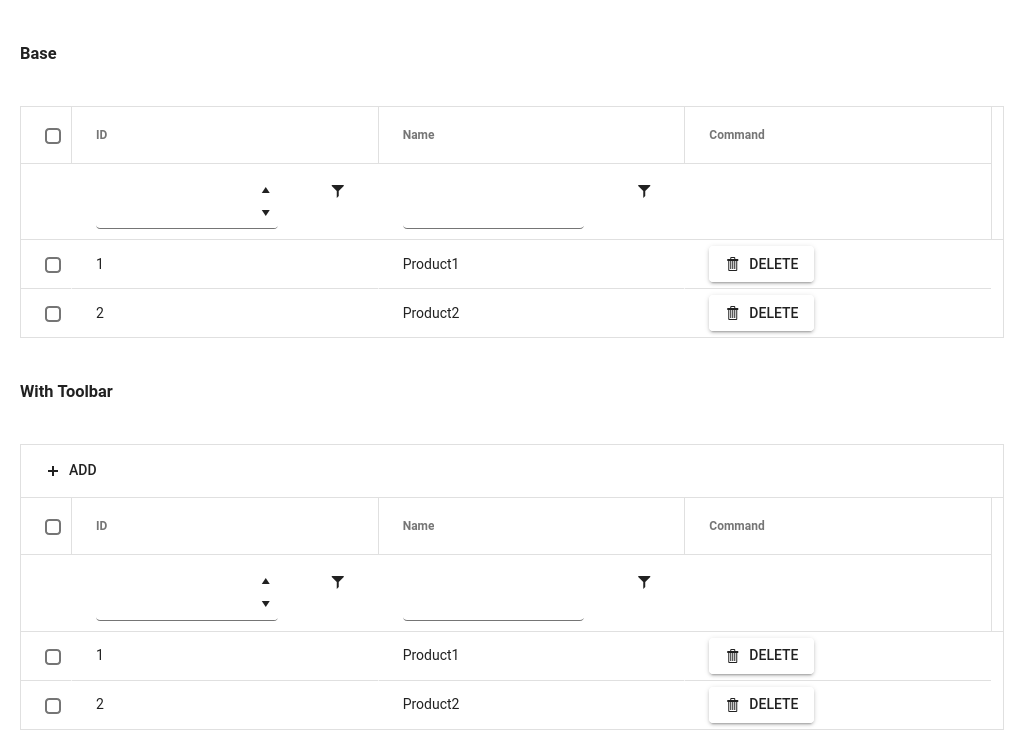 Base
ID Name Command
1 Product1 DELETE
2 Product2 DELETE
With Toolbar
ADD
ID Name Command
1 Product1 DELETE
2 Product2 DELETE